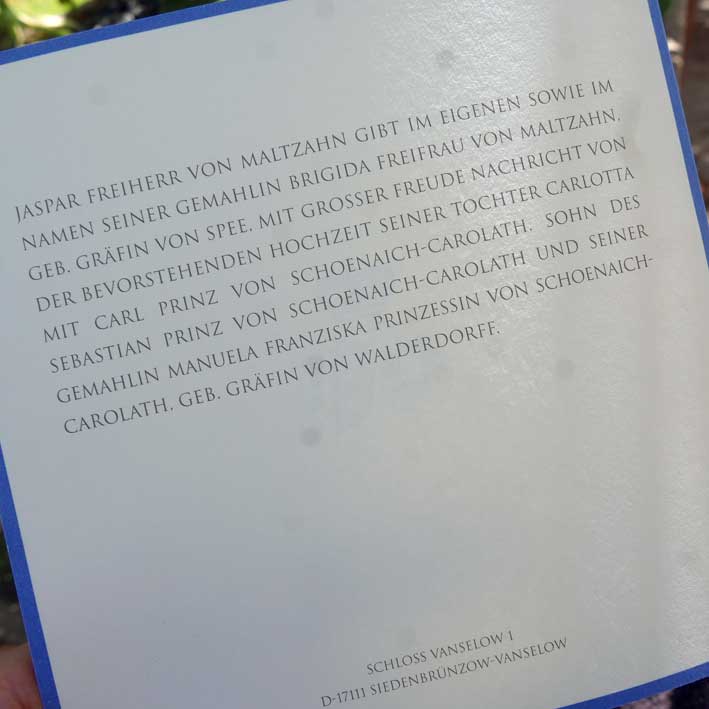 JASPAR FREIHERR VON MALTZAHN GIBT IM EIGENEN SOWIE IM
NAMEN SEINER GEMAHLIN BRIGIDA FREIFRAU VON MALTZAHN,
GEB. GRÄFIN VON SPEE, MIT GROSSER FREUDE NACHRICHT VON
DER BEVORSTEHENDEN HOCHZEIT SEINER TOCHTER CARLOTTA
MIT CARL PRINZ VON SCHOENAICH-CAROLATH, SOHN DES
SEBASTIAN PRINZ VON SCHOENAICH-CAROLATH UND SEINER
GEMAHLIN MANUELA FRANZISKA PRINZESSIN VON SCHOENAICH-
CAROLATH, GEB. GRÄFIN VON WALDERDORFF.
SCHLOSS VANSELOW 1
D-17111 SIEDENBRÜNZOW-VANSELOW